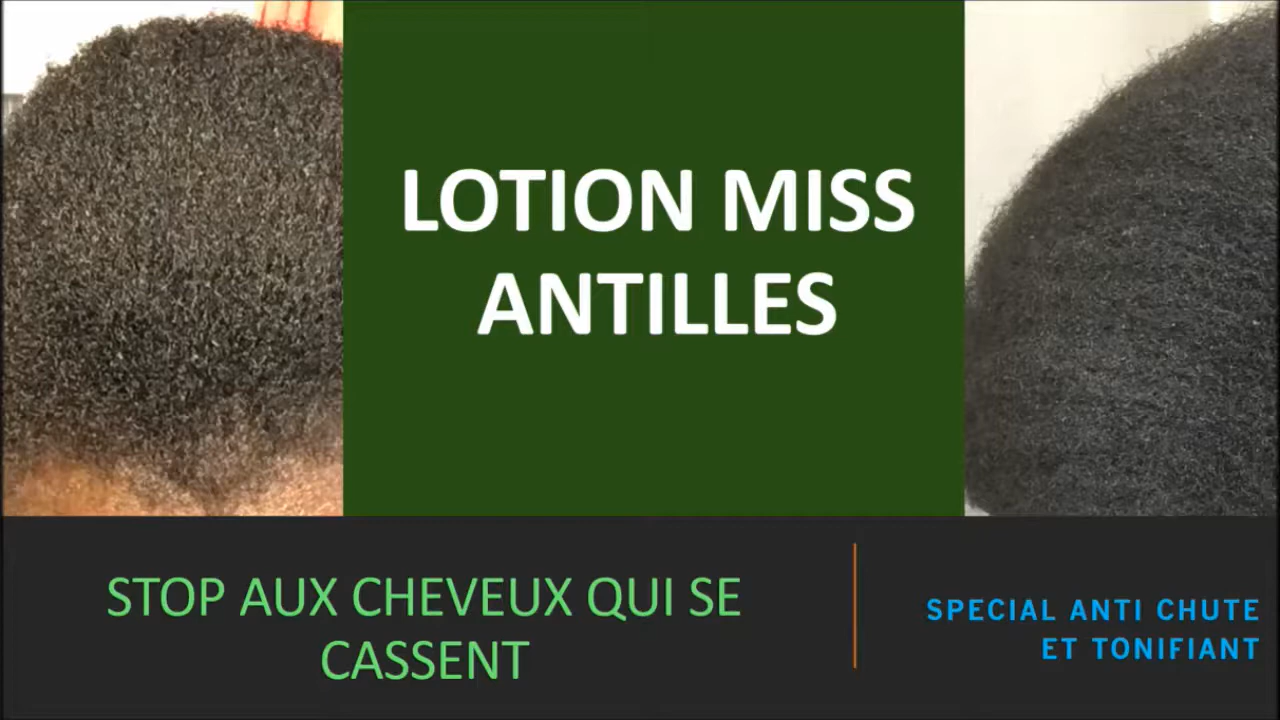 LOTION MISS
ANTILLES
STOP AUX CHEVEUX QUI SE
CASSENT
SPECIAL ANTI CHUTE
ET TONIFIANT